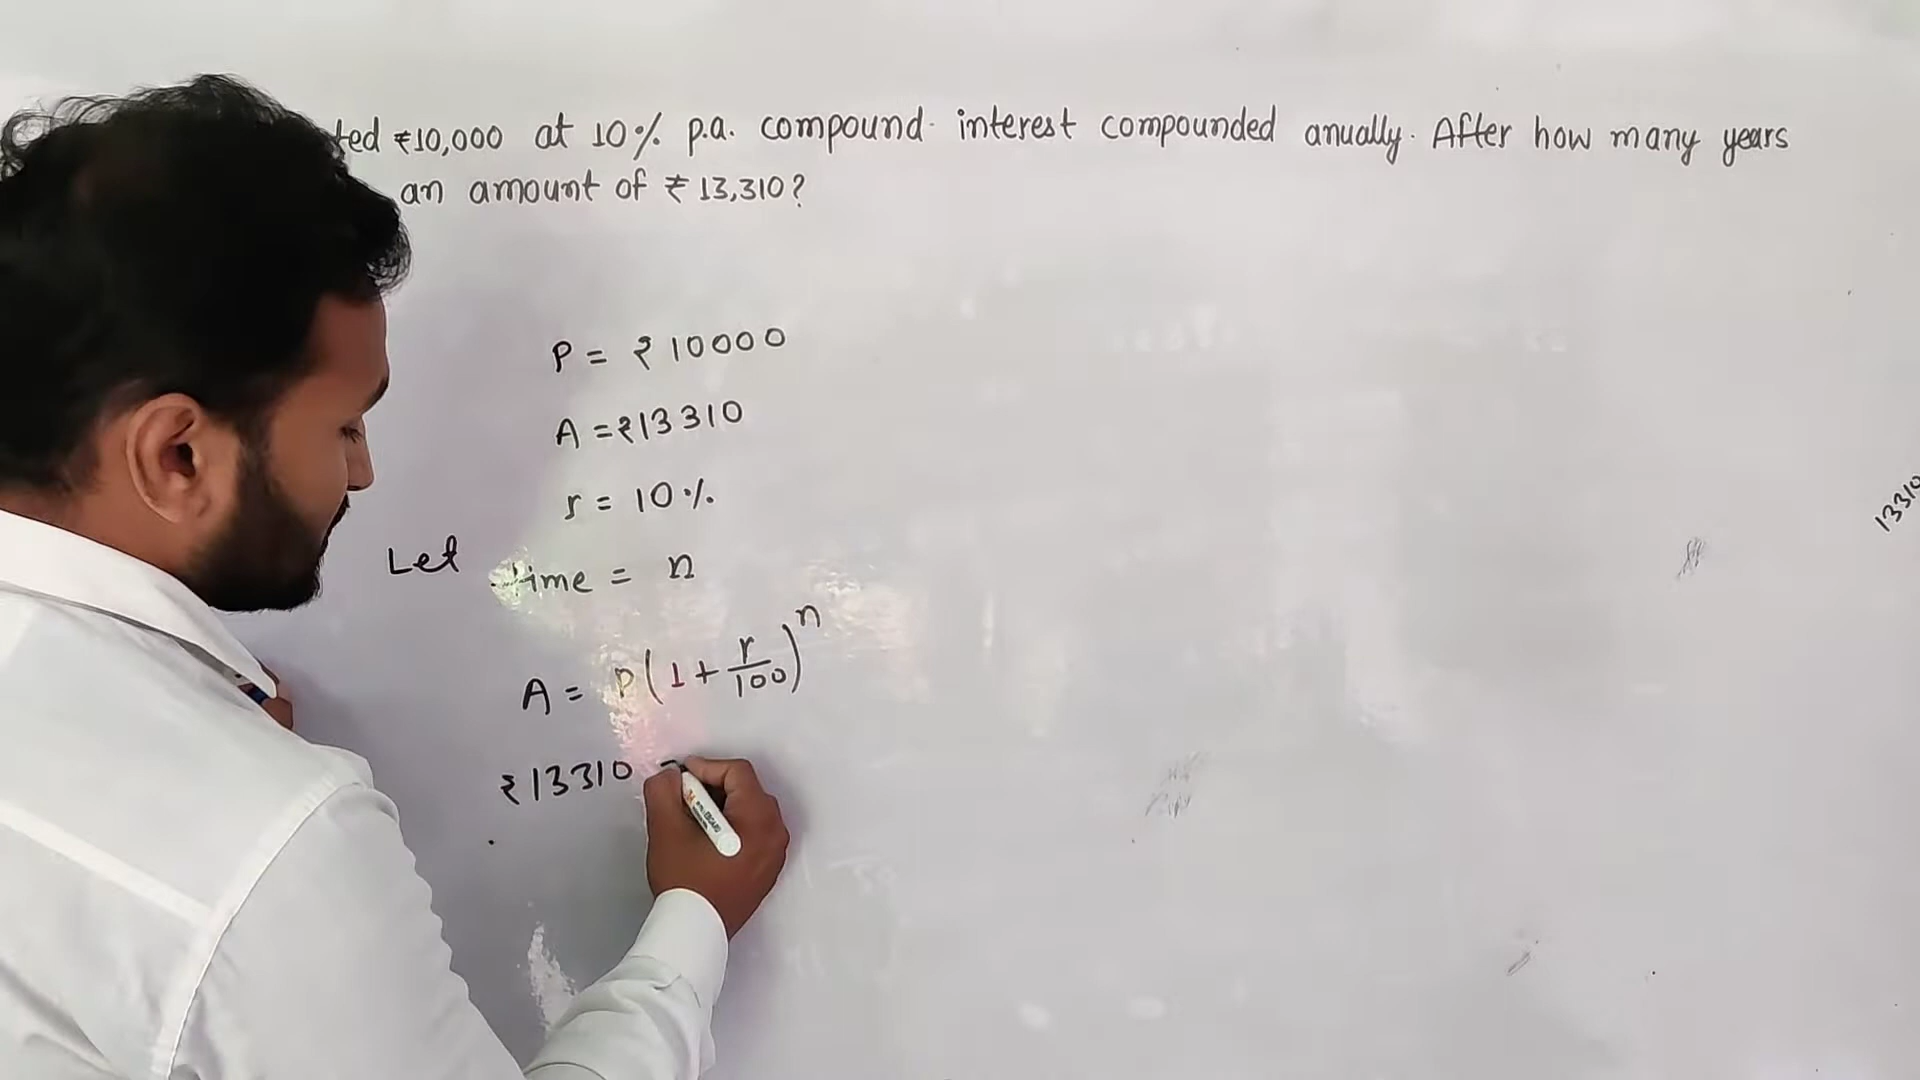 ted ₹10,000 at 10% p.a. compound interest compounded anually. After how many years
an amount of ₹ 13,310?
P = ₹10000
A = ₹13310
r = 10%
Let time = n
A = P(1+r/100)^n
₹13310
13310